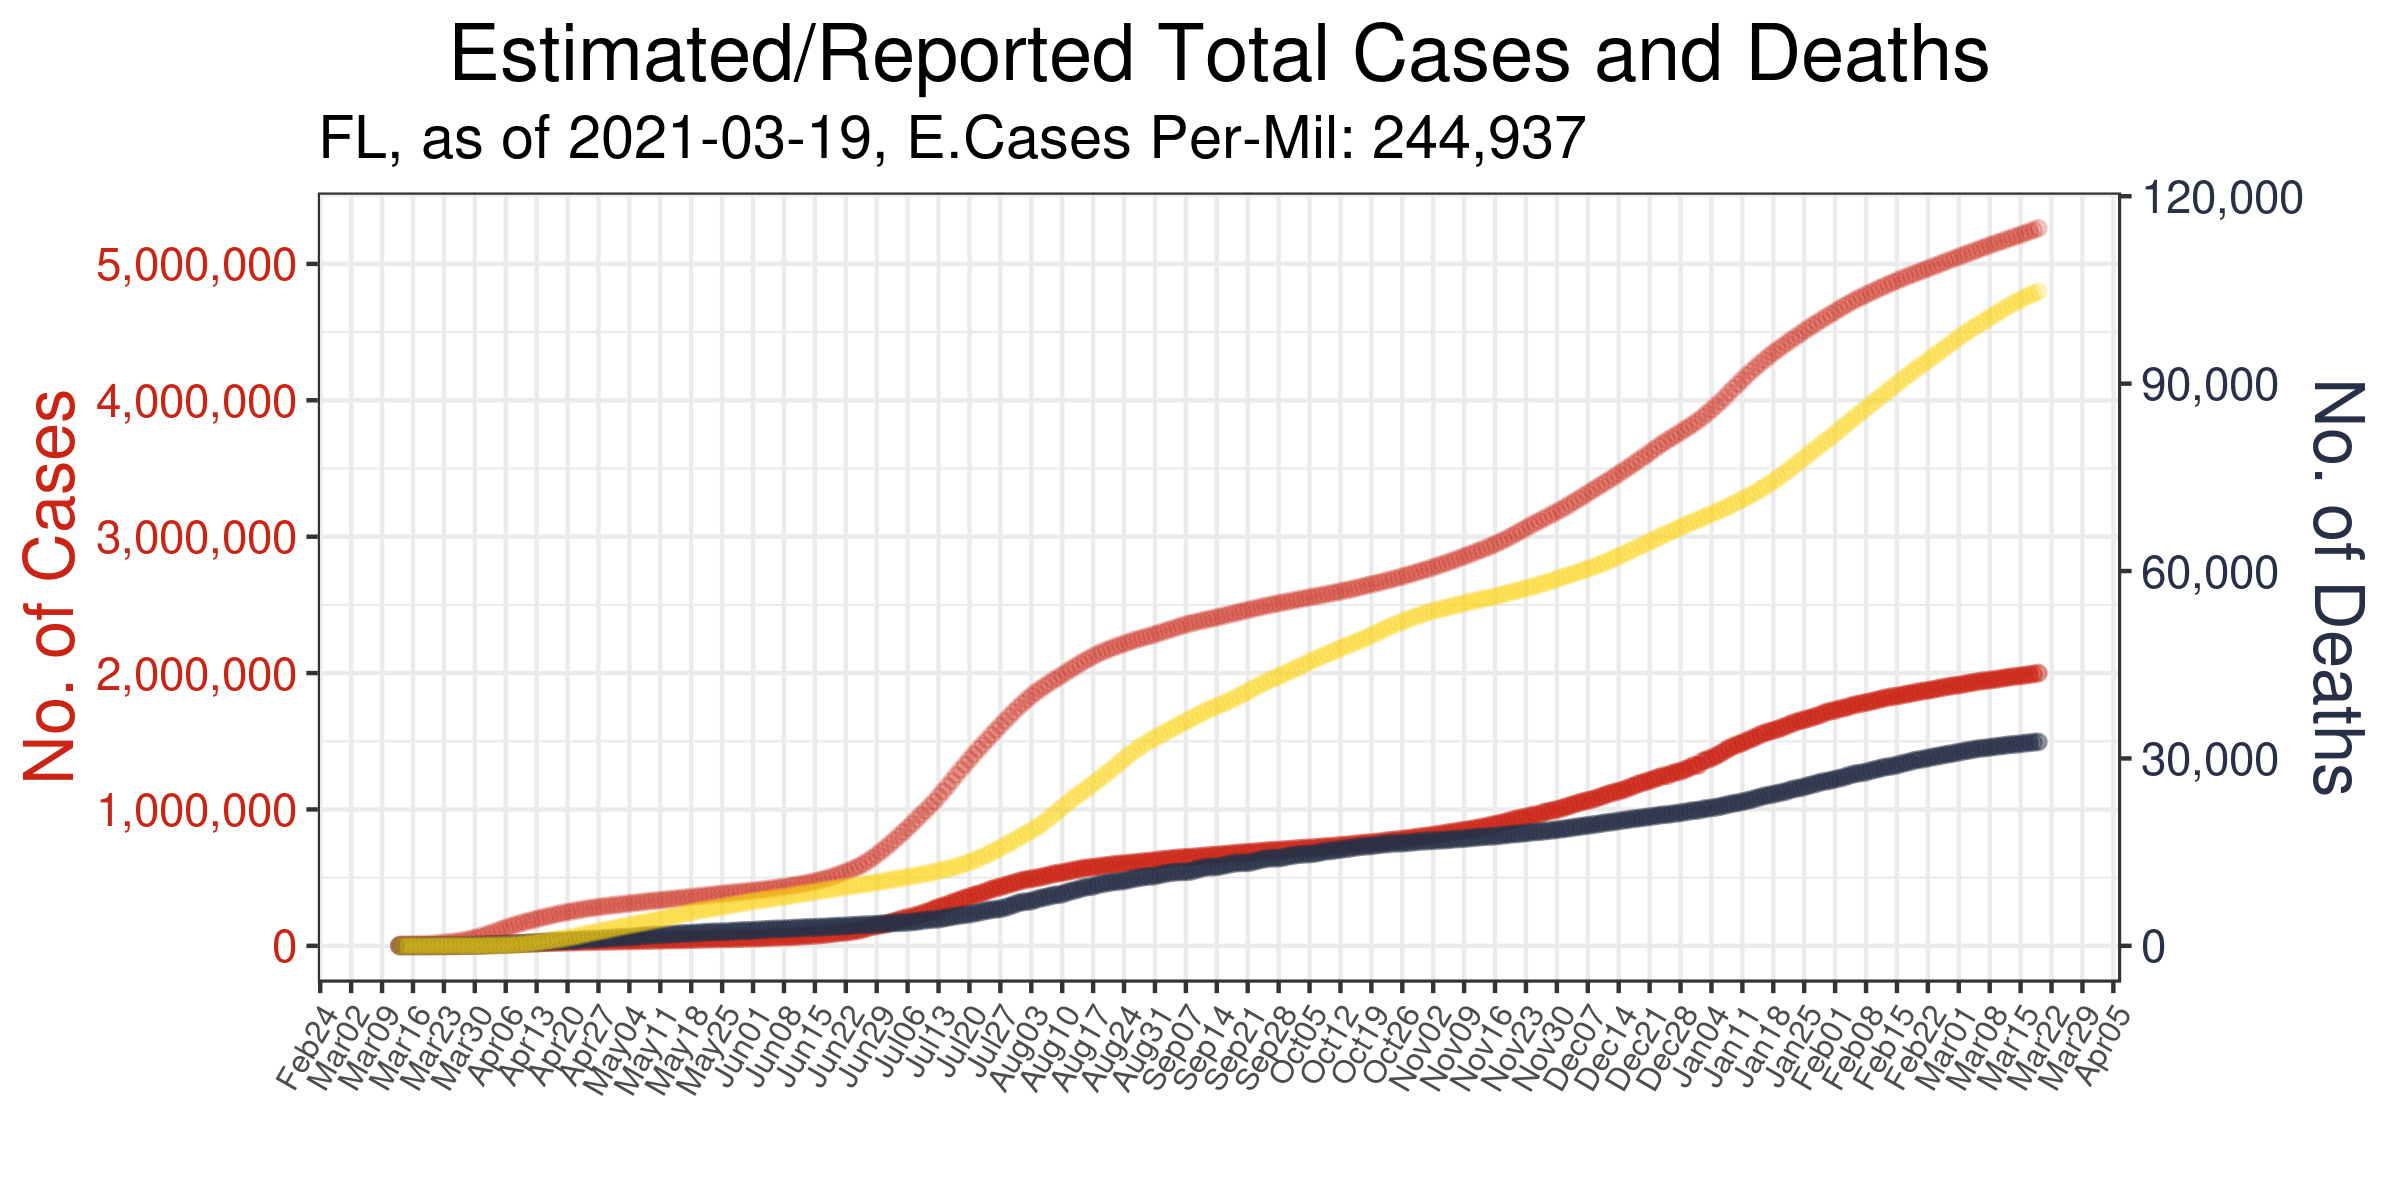 Estimated/Reported Total Cases and Deaths
FL, as of 2021-03-19, E.Cases Per-Mil: 244,937
No. of Cases
5,000,000
4,000,000
3,000,000
2,000,000
1,000,000
0
120,000
90,000
60,000
30,000
0
No. of Deaths
Feb24
Mar02
Mar09
Mar16
Mar23
Mar30
Apr06
Apr13
Apr20
Apr27
May04
May11
May18
May25
Jun01
Jun08
Jun15
Jun22
Jun29
Jul06
Jul13
Jul20
Jul27
Aug03
Aug10
Aug17
Aug24
Aug31
Sep07
Sep14
Sep21
Sep28
Oct05
Oct12
Oct19
Oct26
Nov02
Nov09
Nov16
Nov23
Nov30
Dec07
Dec14
Dec21
Dec28
Jan04
Jan11
Jan18
Jan25
Feb01
Feb08
Feb15
Feb22
Mar01
Mar08
Mar15
Mar22
Mar29
Apr05